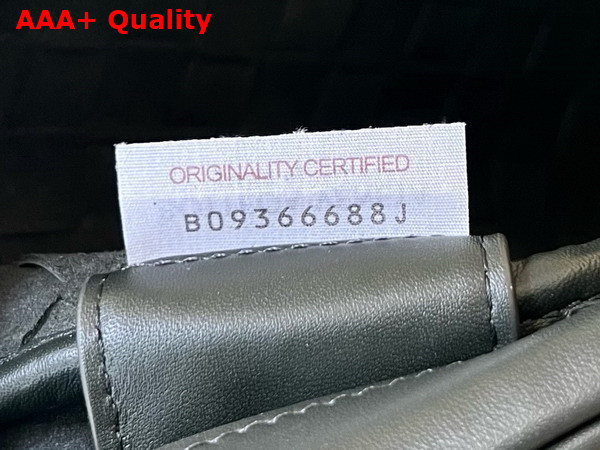 AAA+ Quality
ORIGINALITY CERTIFIED
B09366688J